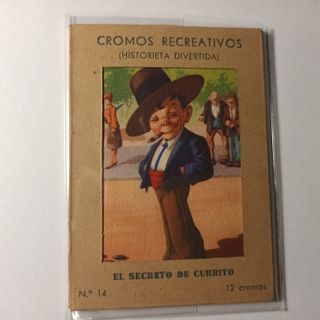 CROMOS RECREATIVOS
(HISTORIETA DIVERTIDA)
EL SECRETO DE CURRITO
N.º 14
12 cromos